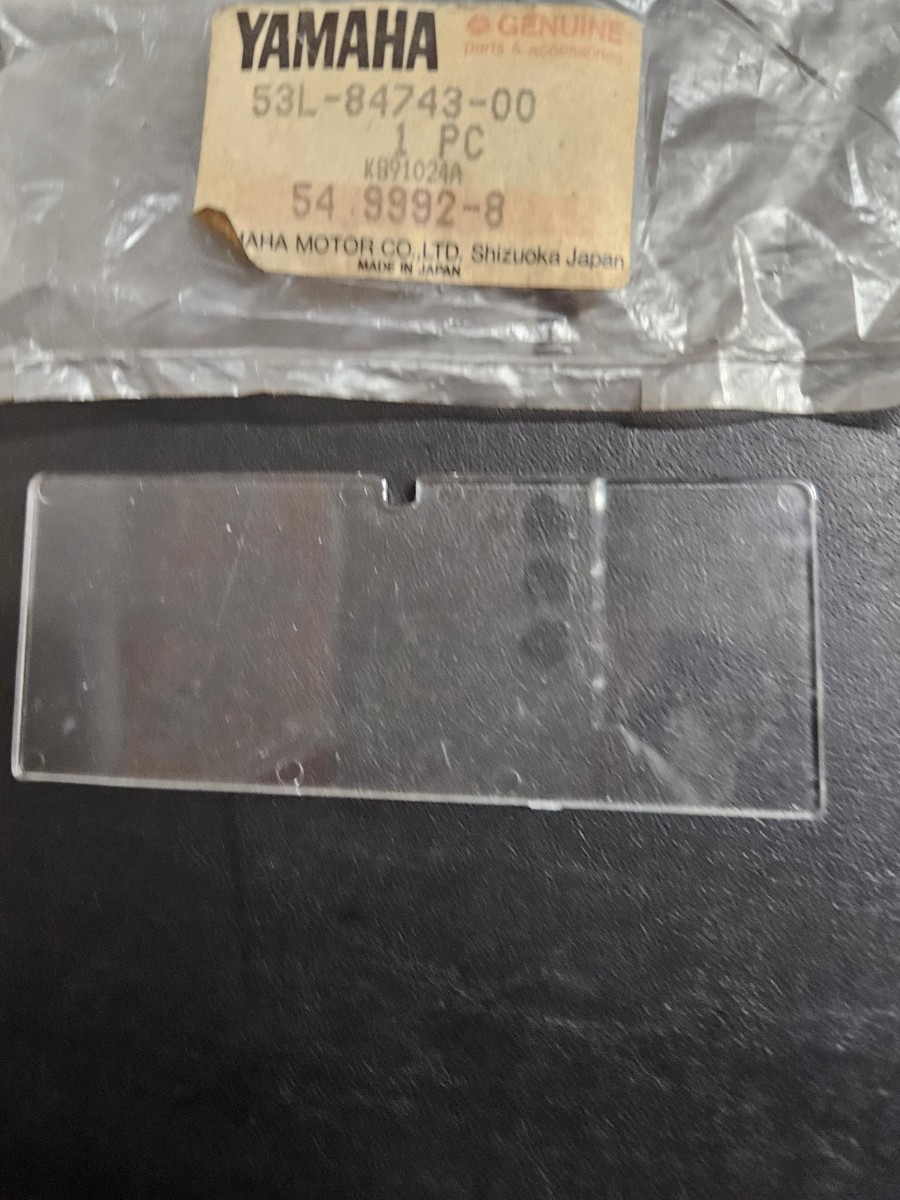 YAMAHA
GENUINE
parts & accessories
53L-84743-00
1 PC
K891024A
54 9992-8
AHA MOTOR CO.,LTD. Shizuoka Japan
MADE IN JAPAN